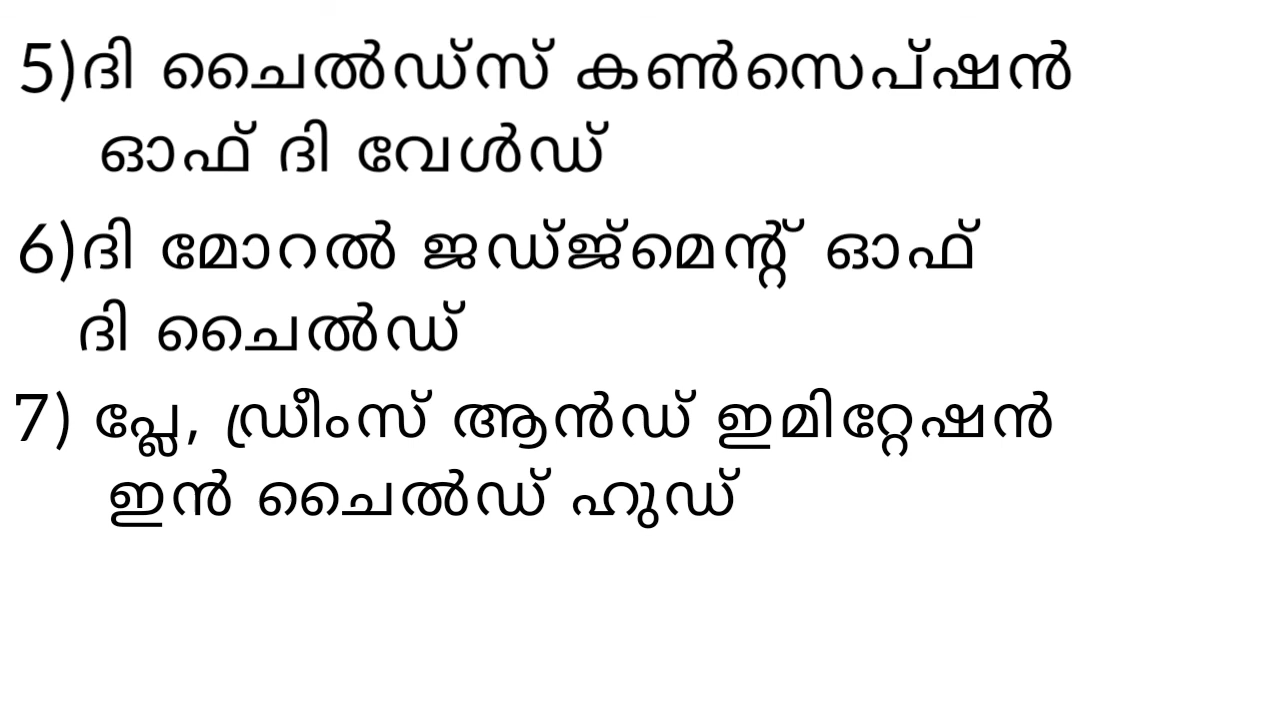 5)ദി ചൈൽഡ്സ് കൺസെപ്ഷൻ
ഓഫ് ദി വേൾഡ്
6)ദി മോറൽ ജഡ്ജ്മെന്റ് ഓഫ്
ദി ചൈൽഡ്
7) പ്ലേ, ഡ്രീംസ് ആൻഡ് ഇമിറ്റേഷൻ
ഇൻ ചൈൽഡ് ഹുഡ്